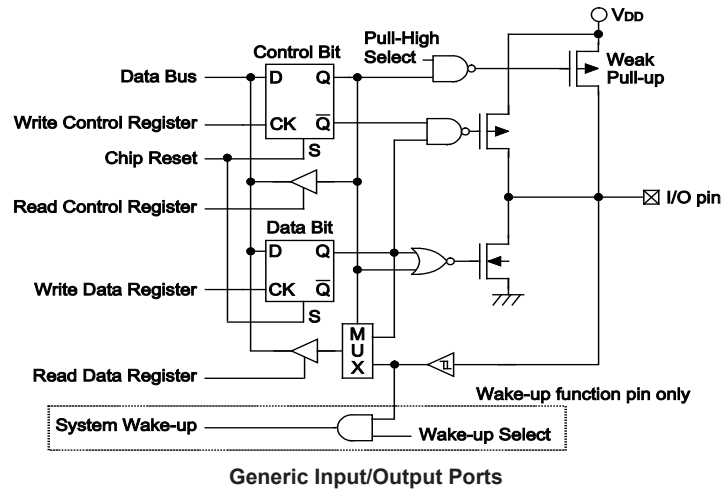 VDD
Pull-High
Select
Control Bit
Weak
Pull-up
Data Bus
D
Q
Write Control Register
CK
Q
Chip Reset
S
Read Control Register
I/O pin
Data Bit
D
Q
Write Data Register
CK
Q
S
M
U
X
Read Data Register
Wake-up function pin only
System Wake-up
Wake-up Select
Generic Input/Output Ports